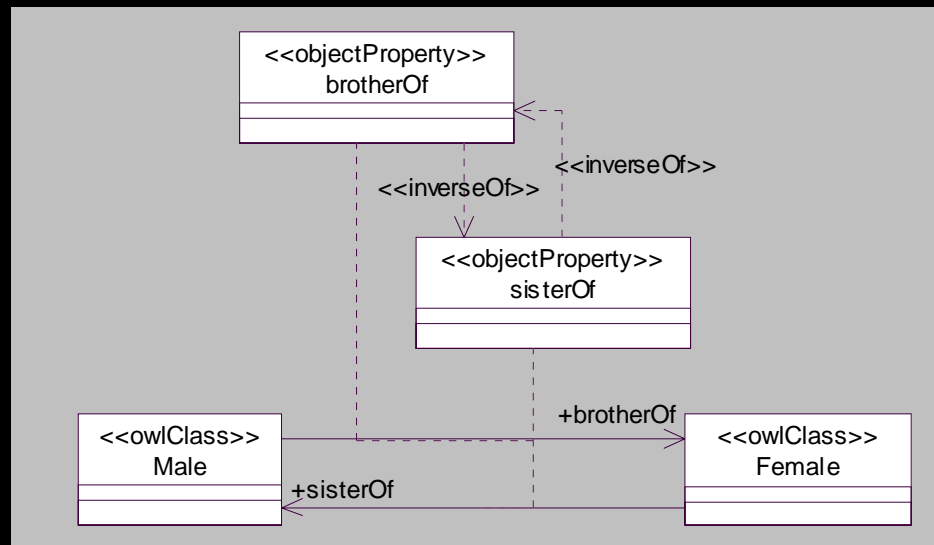 <<objectProperty>>
brotherOf
<<inverseOf>>
<<inverseOf>>
<<objectProperty>>
sisterOf
+brotherOf
<<owlClass>>
Male
<<owlClass>>
Female
+sisterOf